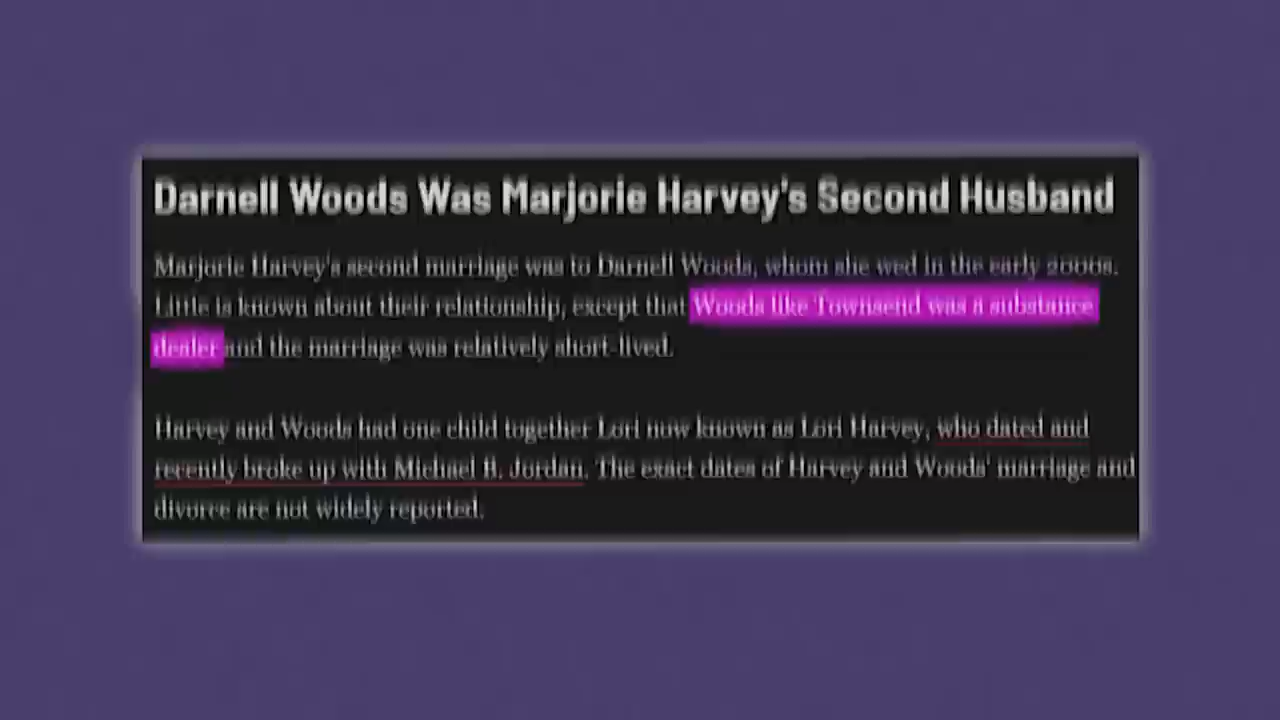 Darnell Woods Was Marjorie Harvey's Second Husband
Marjorie Harvey's second marriage was to Darnell Woods, whom she wed in the early 2000s.
Little is known about their relationship, except that Woods like Townsend was a substance
dealer and the marriage was relatively short-lived.
Harvey and Woods had one child together Lori now known as Lori Harvey, who dated and
recently broke up with Michael B. Jordan. The exact dates of Harvey and Woods' marriage and
divorce are not widely reported.